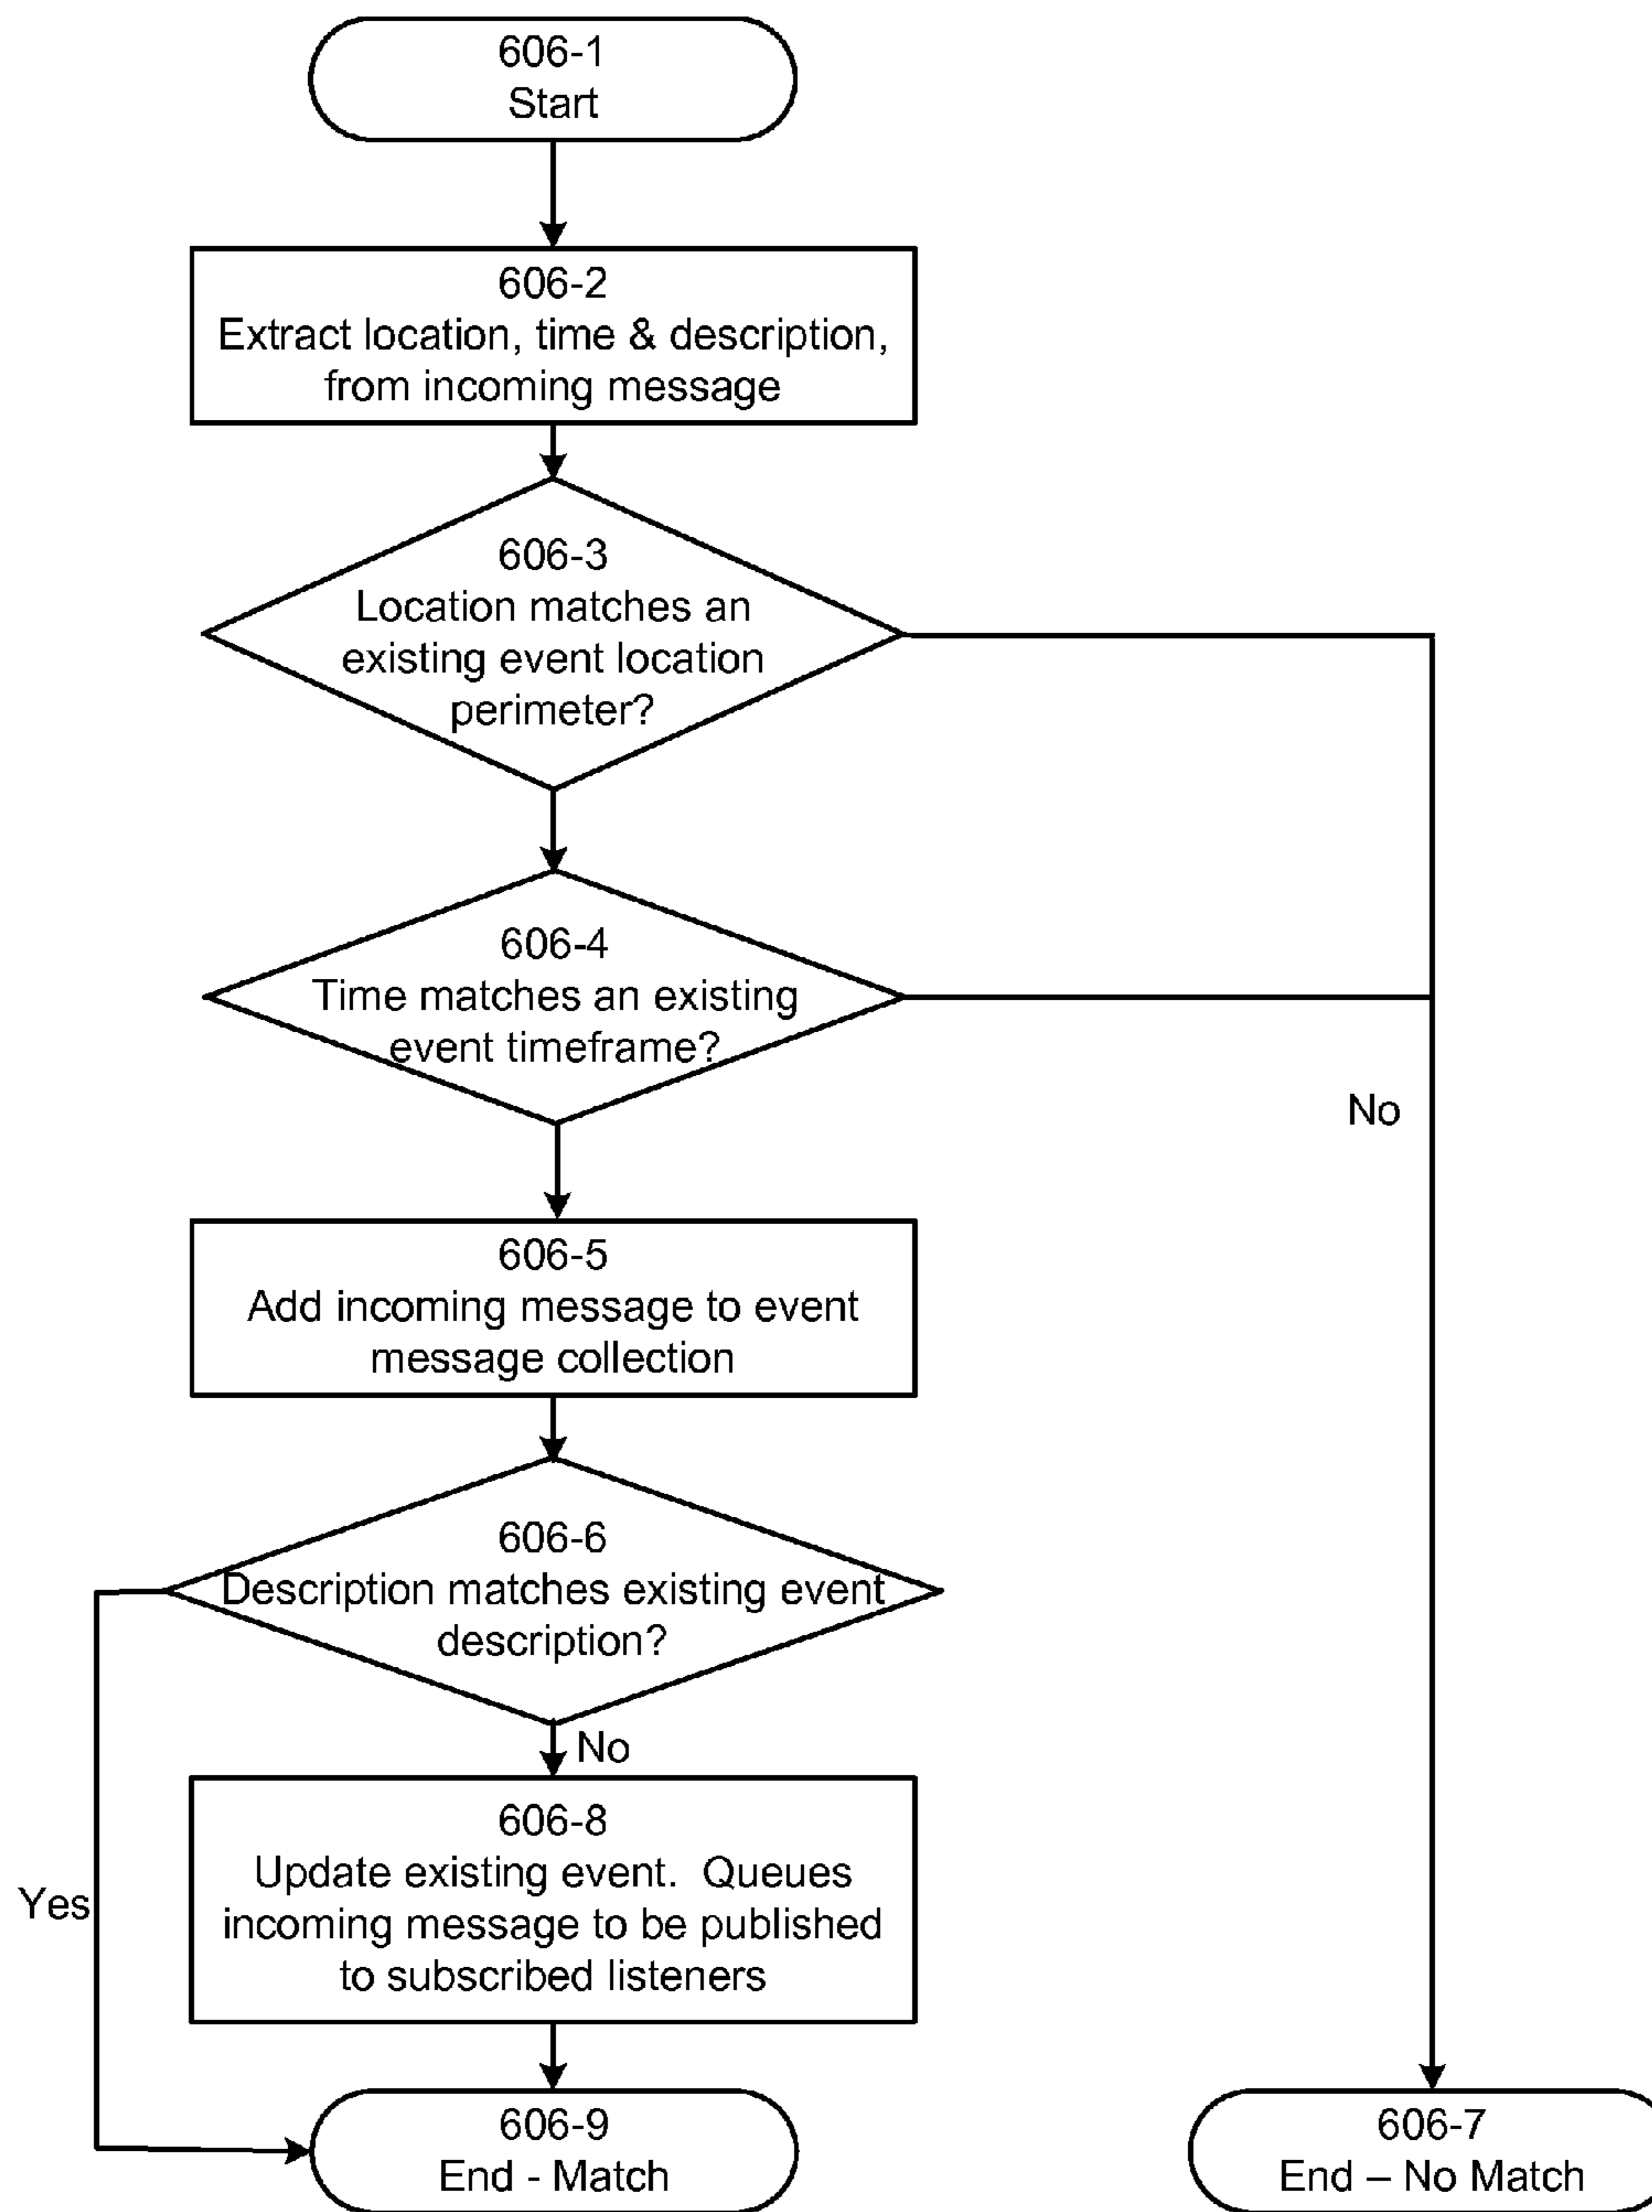 606-1
Start
606-2
Extract location, time & description,
from incoming message
606-3
Location matches an
existing event location
perimeter?
606-4
Time matches an existing
event timeframe?
No
606-5
Add incoming message to event
message collection
606-6
Description matches existing event
description?
No
606-8
Update existing event.  Queues
incoming message to be published
to subscribed listeners
Yes
606-9
End - Match
606-7
End – No Match